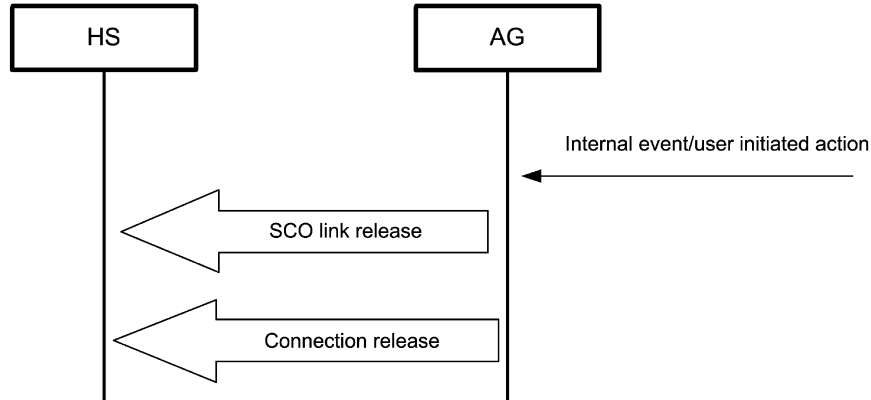 HS
AG
Internal event/user initiated action
SCO link release
Connection release